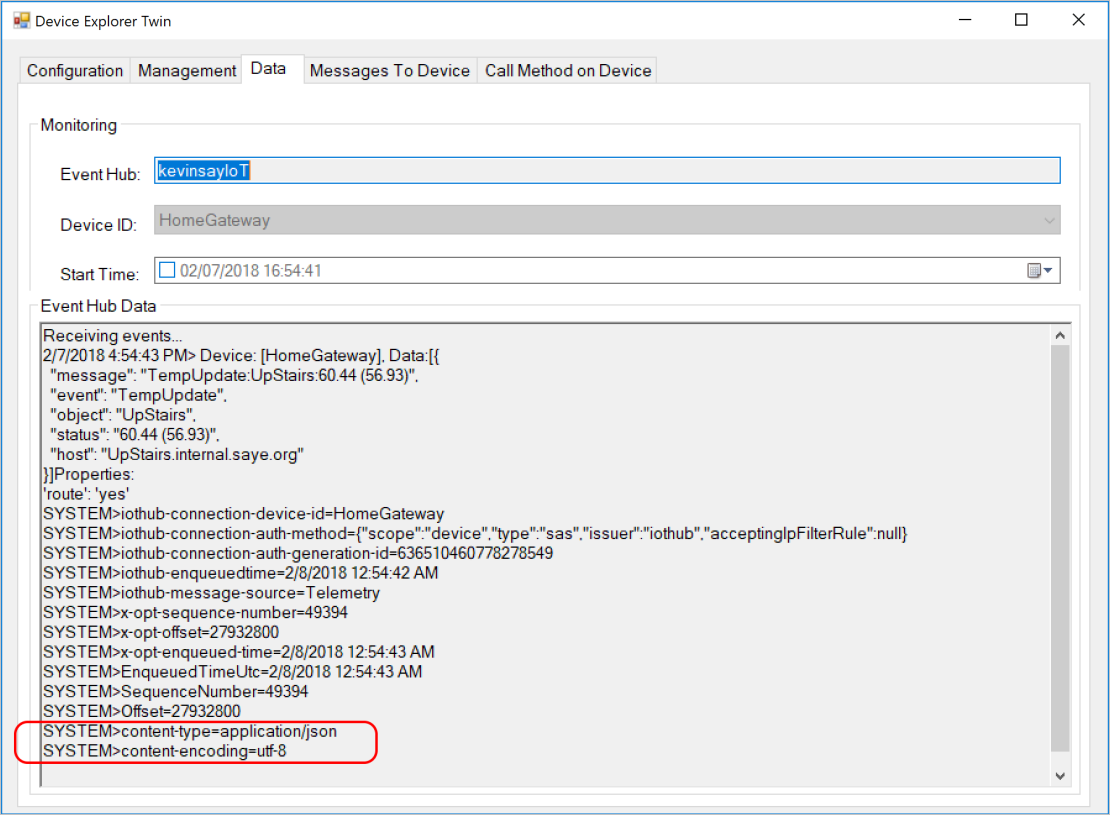 Device Explorer Twin
Configuration Management Data Messages To Device Call Method on Device
Monitoring
Event Hub: kevinsayIoT
Device ID: HomeGateway
Start Time: 02/07/2018 16:54:41
Event Hub Data
Receiving events...
2/7/2018 4:54:43 PM> Device: [HomeGateway], Data:[{
"message": "TempUpdate:UpStairs:60.44 (56.93)",
"event": "TempUpdate",
"object": "UpStairs",
"status": "60.44 (56.93)",
"host": "UpStairs.internal.saye.org"
}]Properties:
'route': 'yes'
SYSTEM>iothub-connection-device-id=HomeGateway
SYSTEM>iothub-connection-auth-method={"scope":"device","type":"sas","issuer":"iothub","acceptingIpFilterRule":null}
SYSTEM>iothub-connection-auth-generation-id=636510460778278549
SYSTEM>iothub-enqueuedtime=2/8/2018 12:54:42 AM
SYSTEM>iothub-message-source=Telemetry
SYSTEM>x-opt-sequence-number=49394
SYSTEM>x-opt-offset=27932800
SYSTEM>x-opt-enqueued-time=2/8/2018 12:54:43 AM
SYSTEM>EnqueuedTimeUtc=2/8/2018 12:54:43 AM
SYSTEM>SequenceNumber=49394
SYSTEM>Offset=27932800
SYSTEM>content-type=application/json
SYSTEM>content-encoding=utf-8